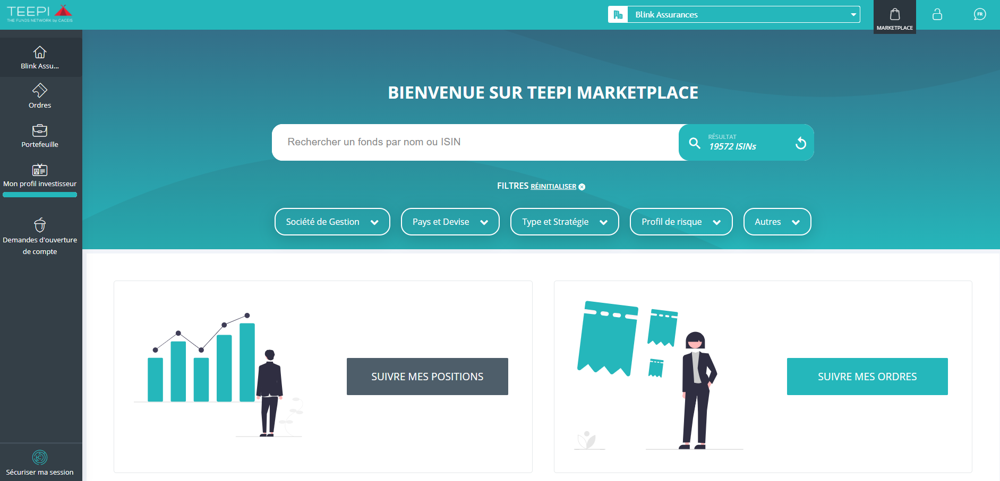 TEEPI
THE FUNDS NETWORK by CACEIS
Blink Assurances
MARKETPLACE
FR
Blink Assu...
Ordres
Portefeuille
Mon profil investisseur
Demandes d'ouverture
de compte
Sécuriser ma session
BIENVENUE SUR TEEPI MARKETPLACE
Rechercher un fonds par nom ou ISIN
RÉSULTAT
19572 ISINs
FILTRES RÉINITIALISER
Société de Gestion
Pays et Devise
Type et Stratégie
Profil de risque
Autres
SUIVRE MES POSITIONS
SUIVRE MES ORDRES